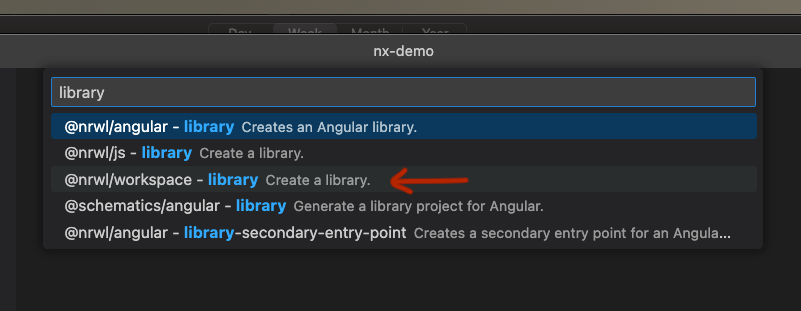 Day Week Month Year
nx-demo
library
@nrwl/angular - library Creates an Angular library.
@nrwl/js - library Create a library.
@nrwl/workspace - library Create a library.
@schematics/angular - library Generate a library project for Angular.
@nrwl/angular - library-secondary-entry-point Creates a secondary entry point for an Angula...